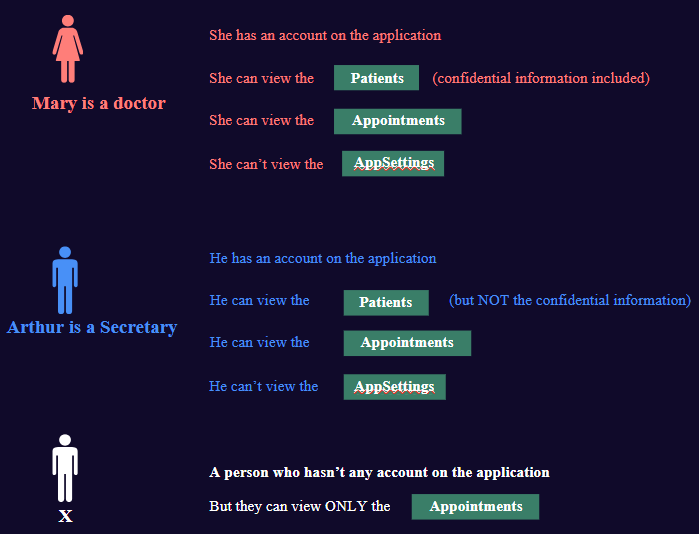 She has an account on the application
She can view the Patients (confidential information included)
Mary is a doctor
She can view the Appointments
She can't view the AppSettings
He has an account on the application
He can view the Patients (but NOT the confidential information)
Arthur is a Secretary
He can view the Appointments
He can't view the AppSettings
A person who hasn't any account on the application
But they can view ONLY the Appointments
X